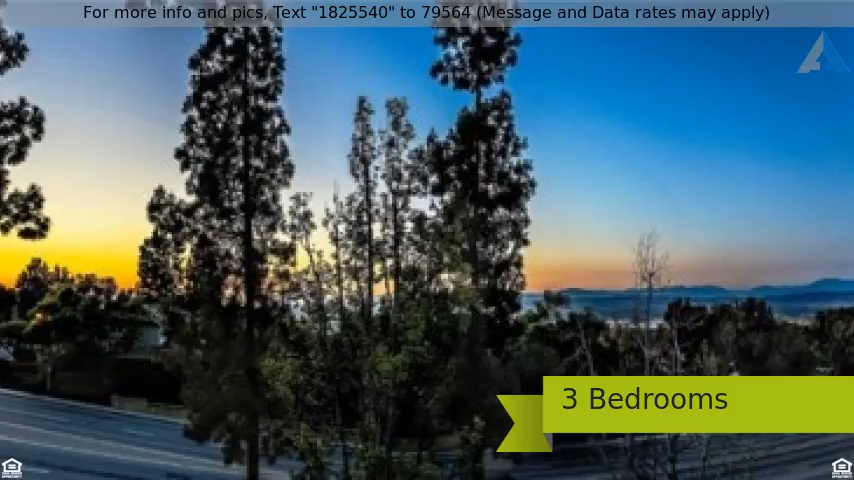 For more info and pics, Text "1825540" to 79564 (Message and Data rates may apply)
3 Bedrooms